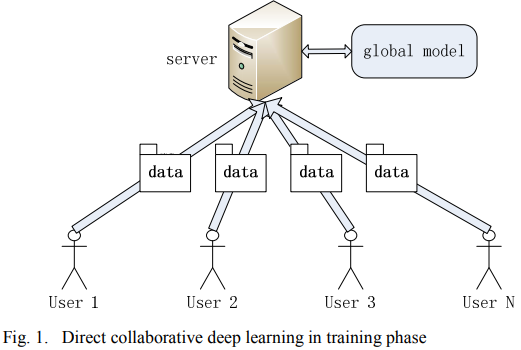 server
global model
data
data
data
data
User 1
User 2
User 3
User N
Fig. 1. Direct collaborative deep learning in training phase